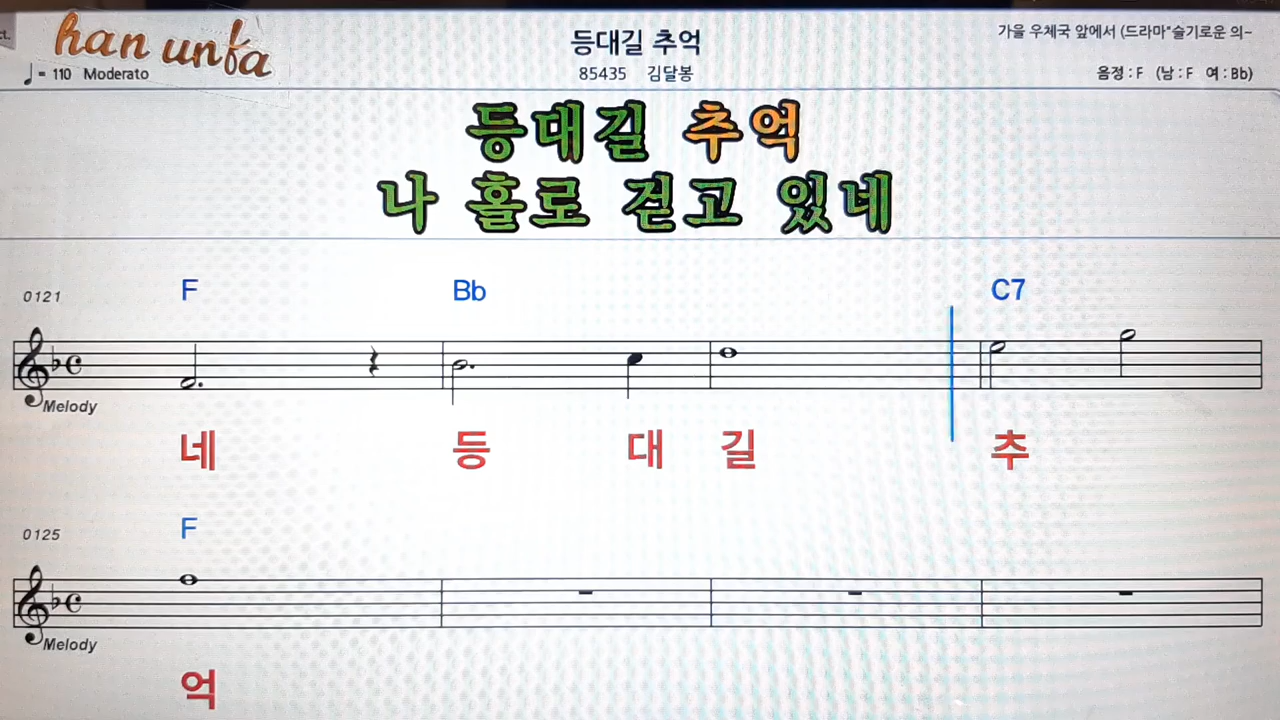 ct.
han unfa
등대길 추억
가을 우체국 앞에서 (드라마"슬기로운 의~
♩= 110 Moderato
85435 김달봉
음정 : F (남 : F 여 : Bb)
등대길 추억
나 홀로 걷고 있네
0121 F Bb C7
Melody
네 등 대 길 추
0125 F
Melody
억